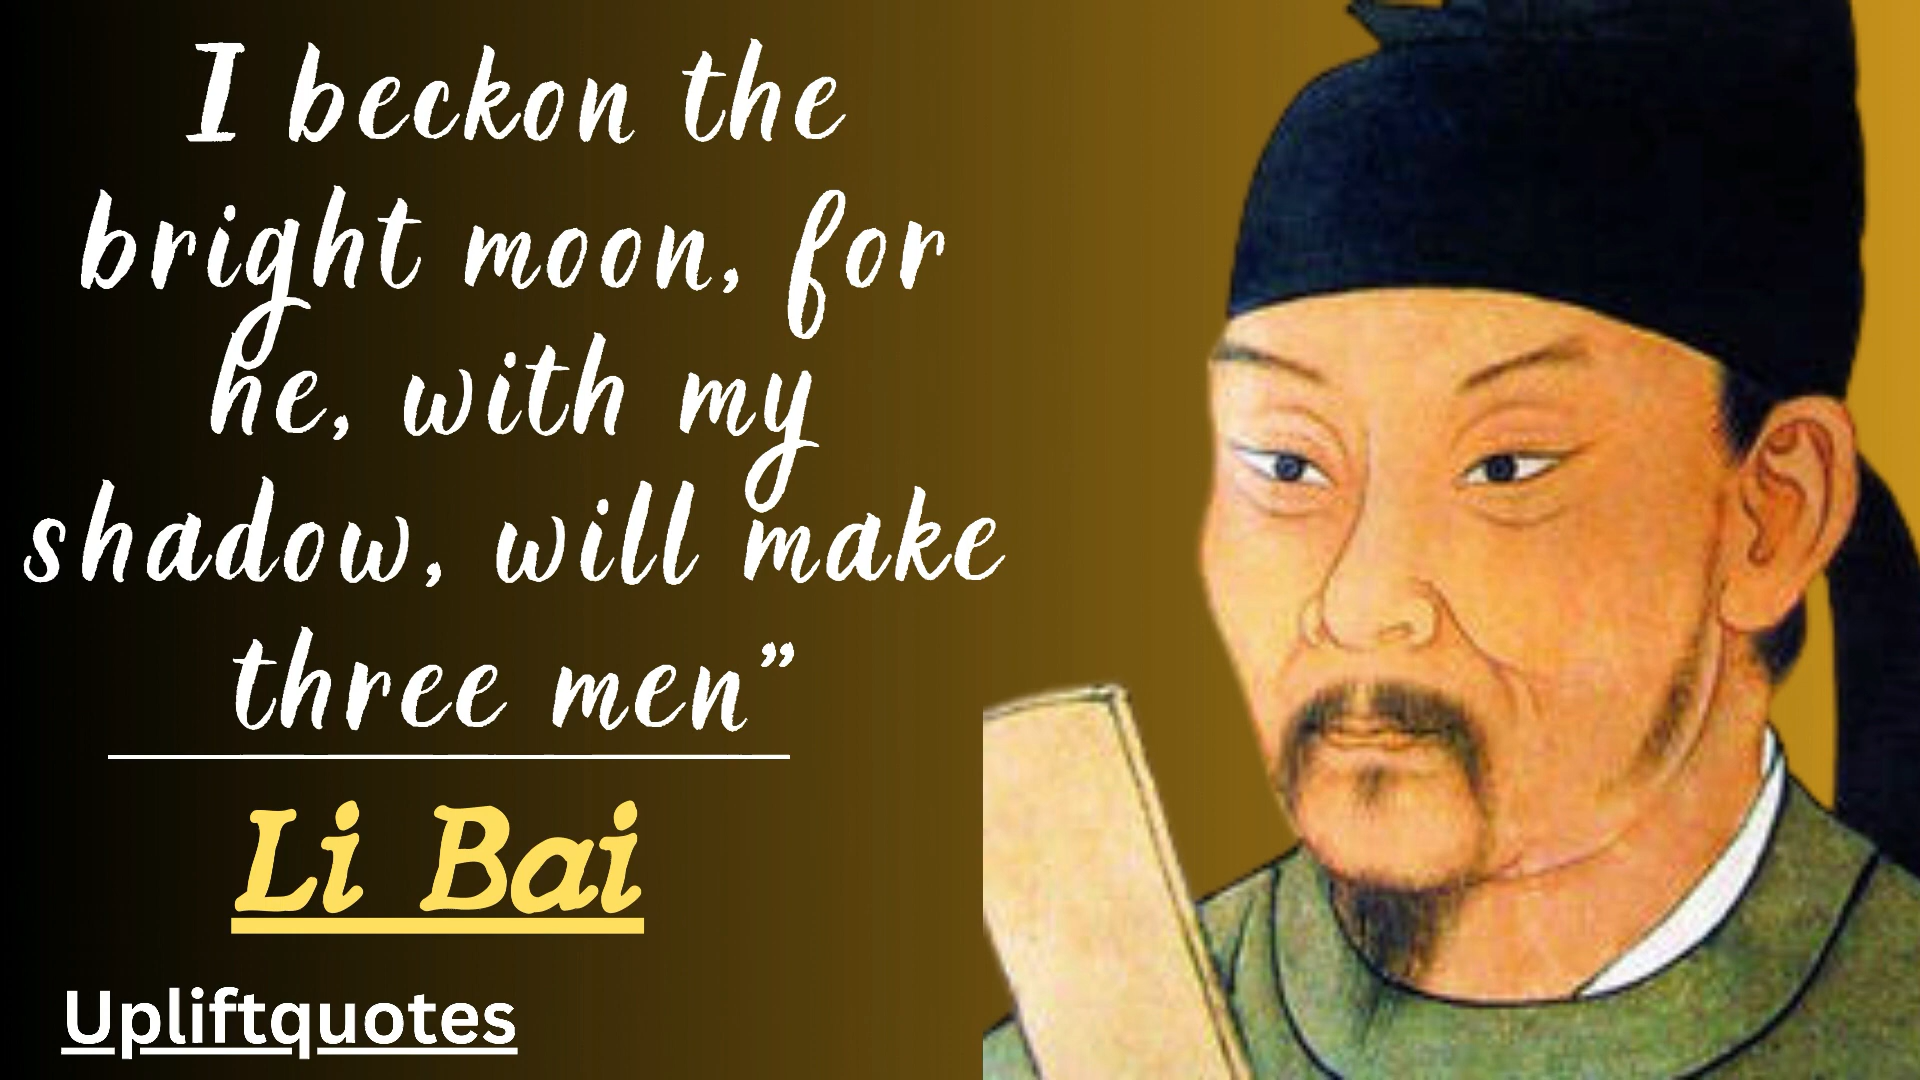 I beckon the
bright moon, for
he, with my
shadow, will make
three men”
Li Bai
Upliftquotes